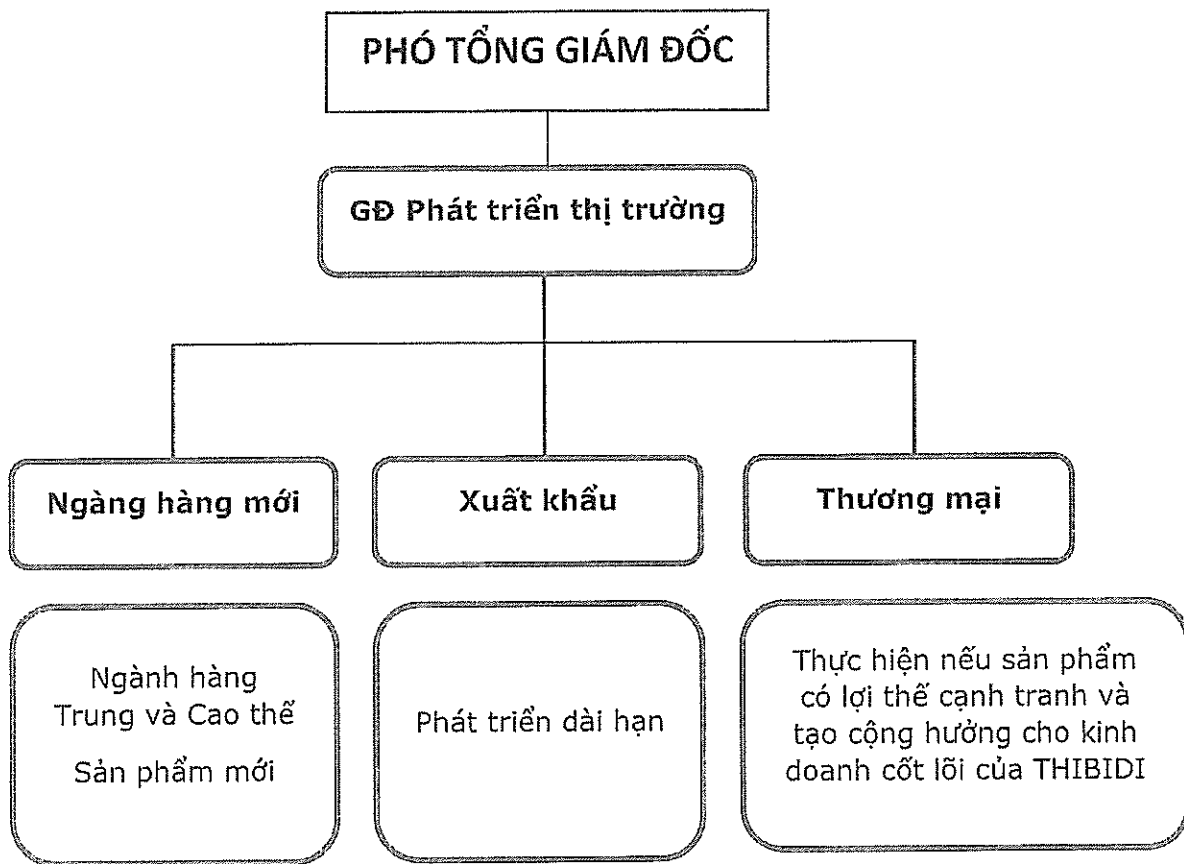 PHÓ TỔNG GIÁM ĐỐC
GĐ Phát triển thị trường
Ngàng hàng mới
Xuất khẩu
Thương mại
Ngành hàng
Trung và Cao thế
Sản phẩm mới
Phát triển dài hạn
Thực hiện nếu sản phẩm
có lợi thế cạnh tranh và
tạo cộng hưởng cho kinh
doanh cốt lõi của THIBIDI